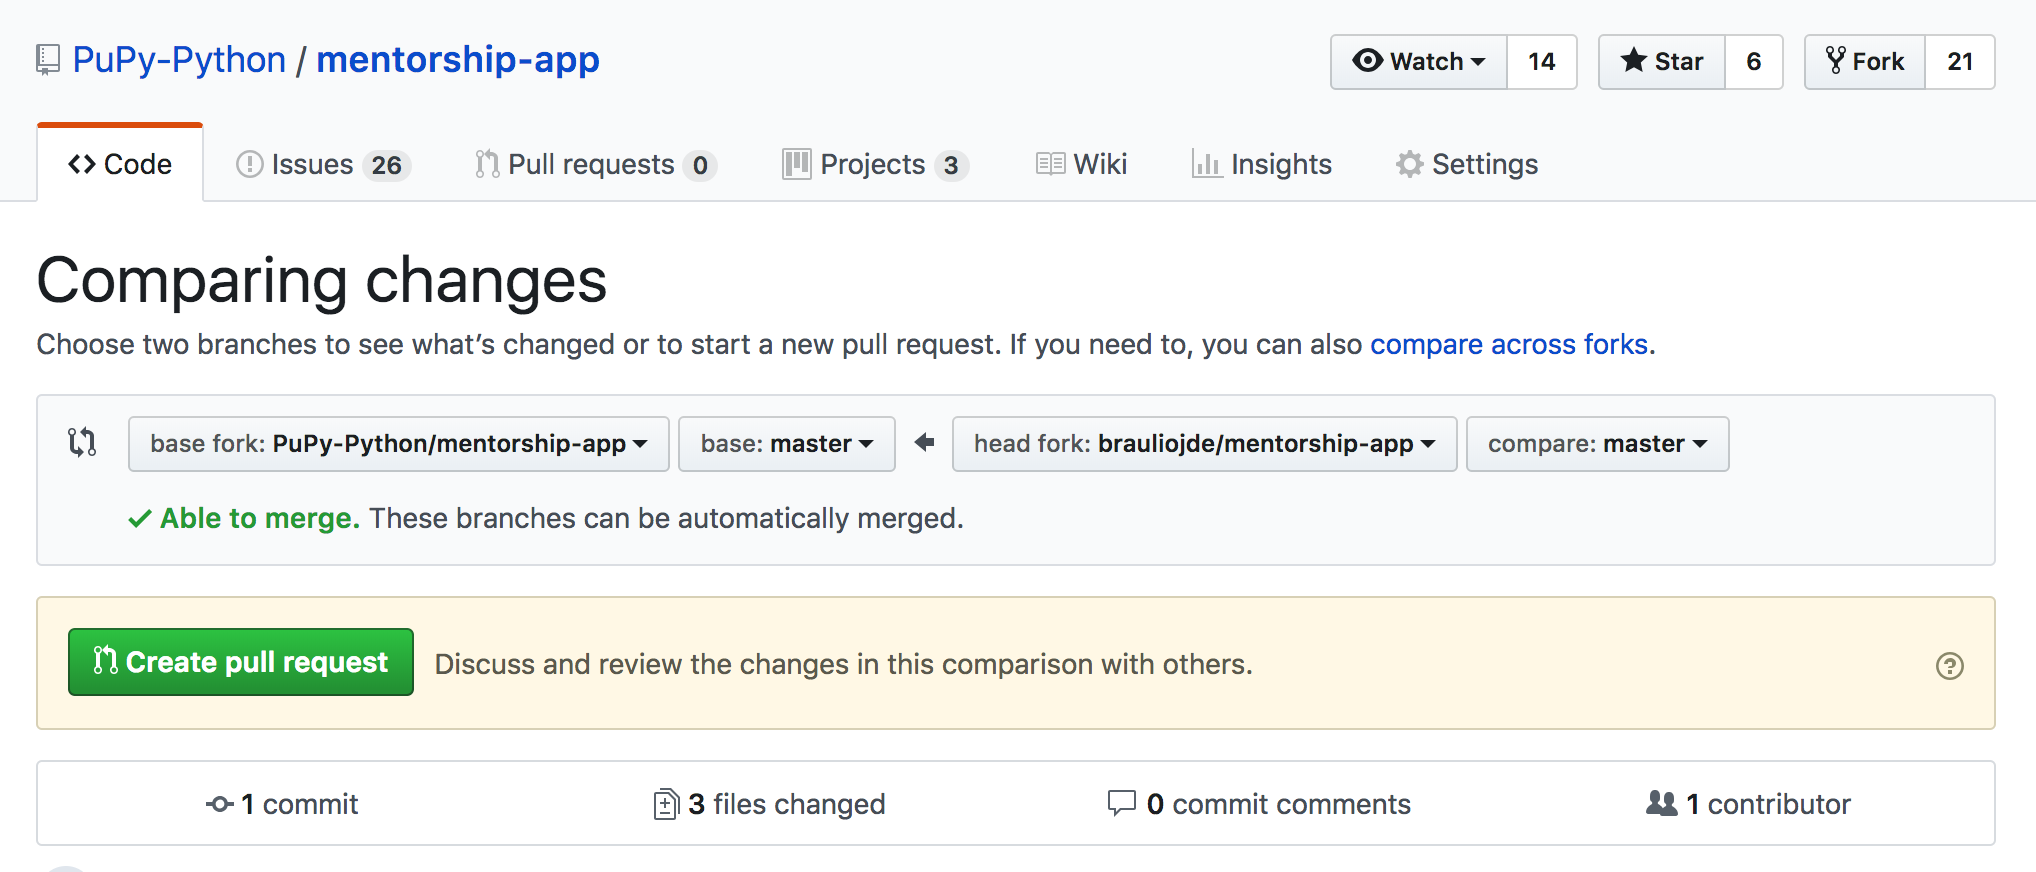 PuPy-Python / mentorship-app
Watch 14 Star 6 Fork 21
Code Issues 26 Pull requests 0 Projects 3 Wiki Insights Settings
Comparing changes
Choose two branches to see what’s changed or to start a new pull request. If you need to, you can also compare across forks.
base fork: PuPy-Python/mentorship-app base: master head fork: brauliojde/mentorship-app compare: master
Able to merge. These branches can be automatically merged.
Create pull request Discuss and review the changes in this comparison with others.
1 commit 3 files changed 0 commit comments 1 contributor